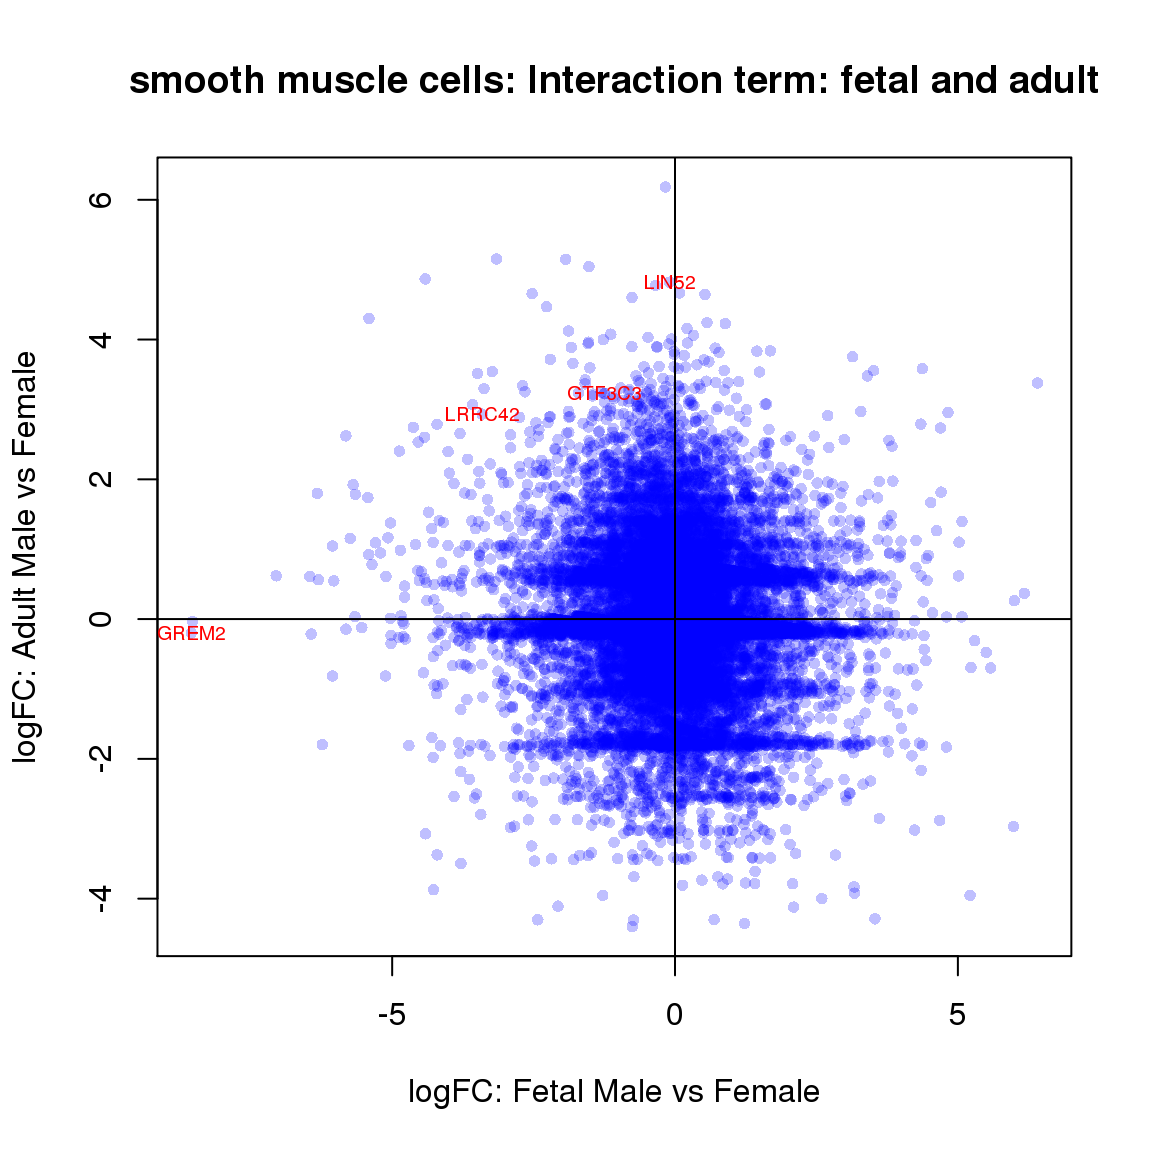 smooth muscle cells: Interaction term: fetal and adult
logFC: Adult Male vs Female
6
4
2
0
-2
-4
LIN52
GTF3C3
LRRC42
GREM2
-5
0
5
logFC: Fetal Male vs Female